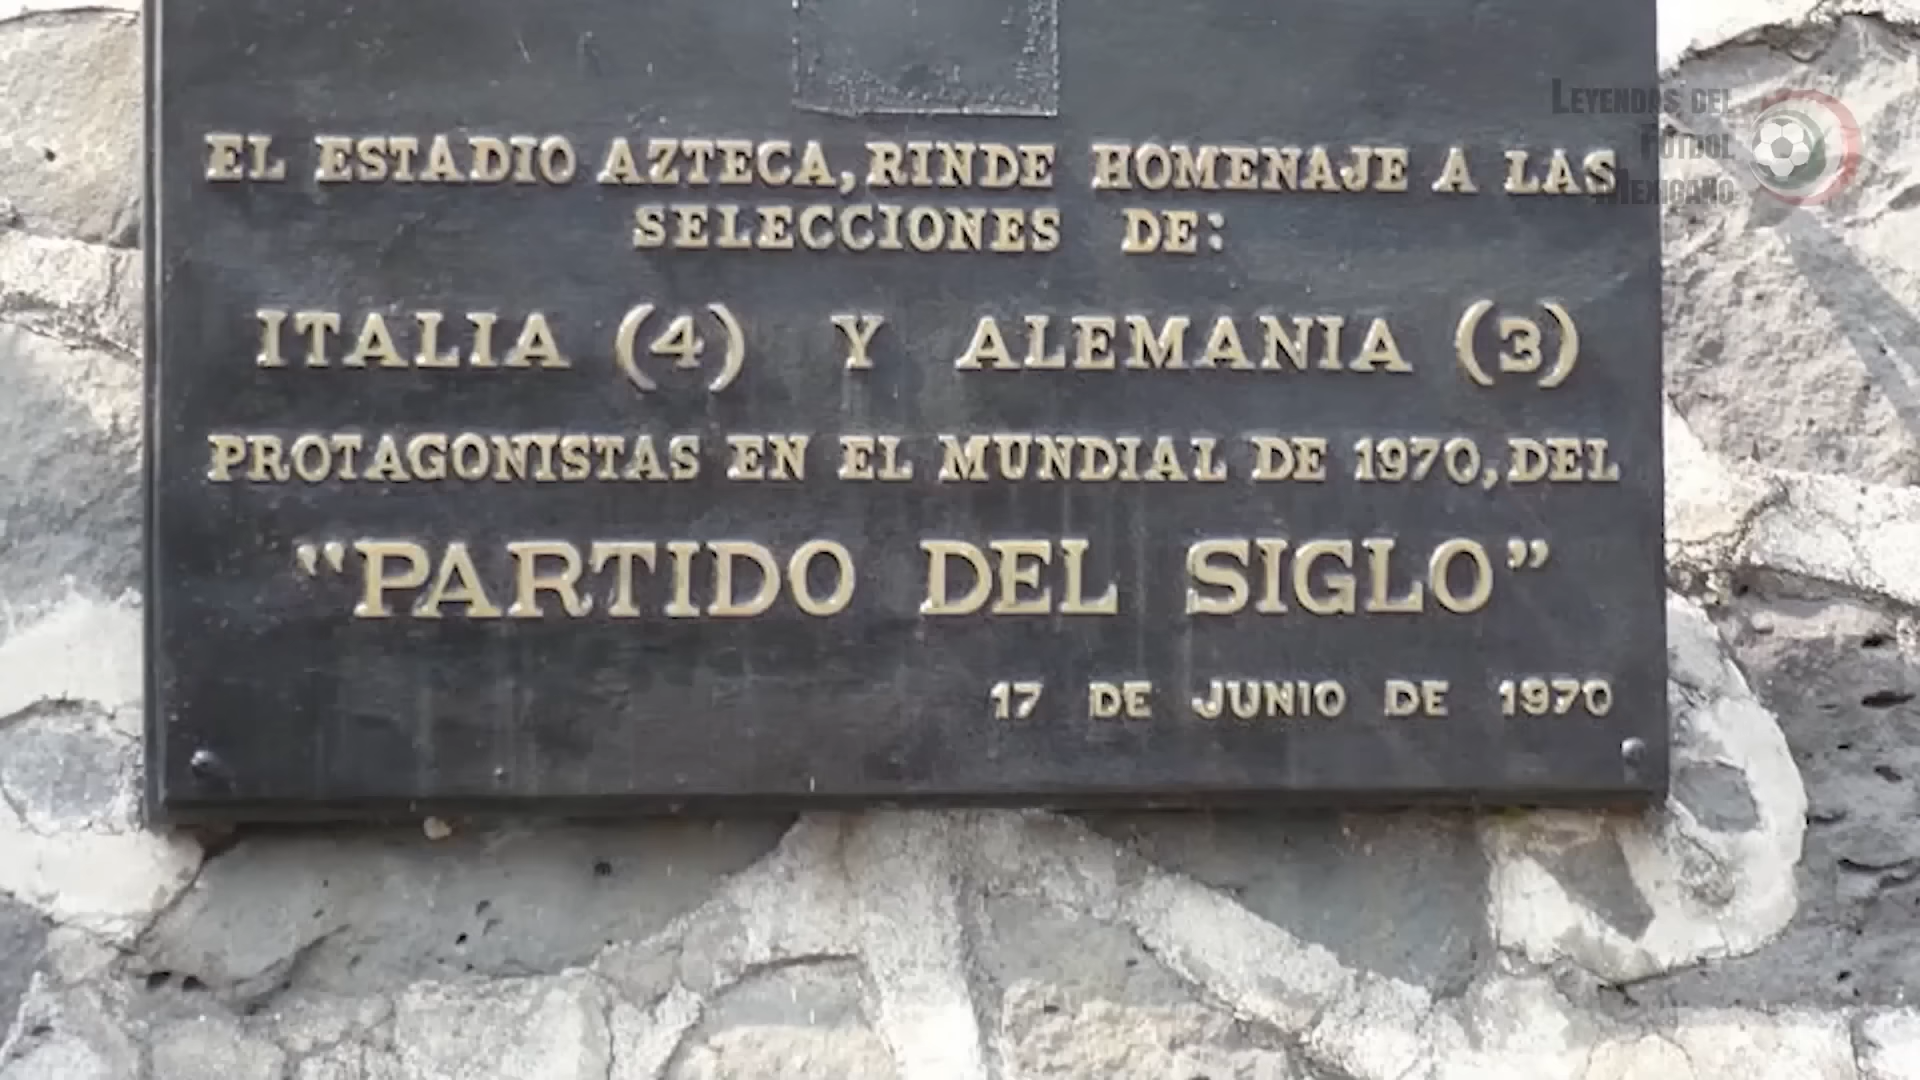 EL ESTADIO AZTECA, RINDE HOMENAJE A LAS
SELECCIONES DE:
ITALIA (4) Y ALEMANIA (3)
PROTAGONISTAS EN EL MUNDIAL DE 1970, DEL
"PARTIDO DEL SIGLO"
17 DE JUNIO DE 1970
LEYENDAS DEL
FÚTBOL
MEXICANO